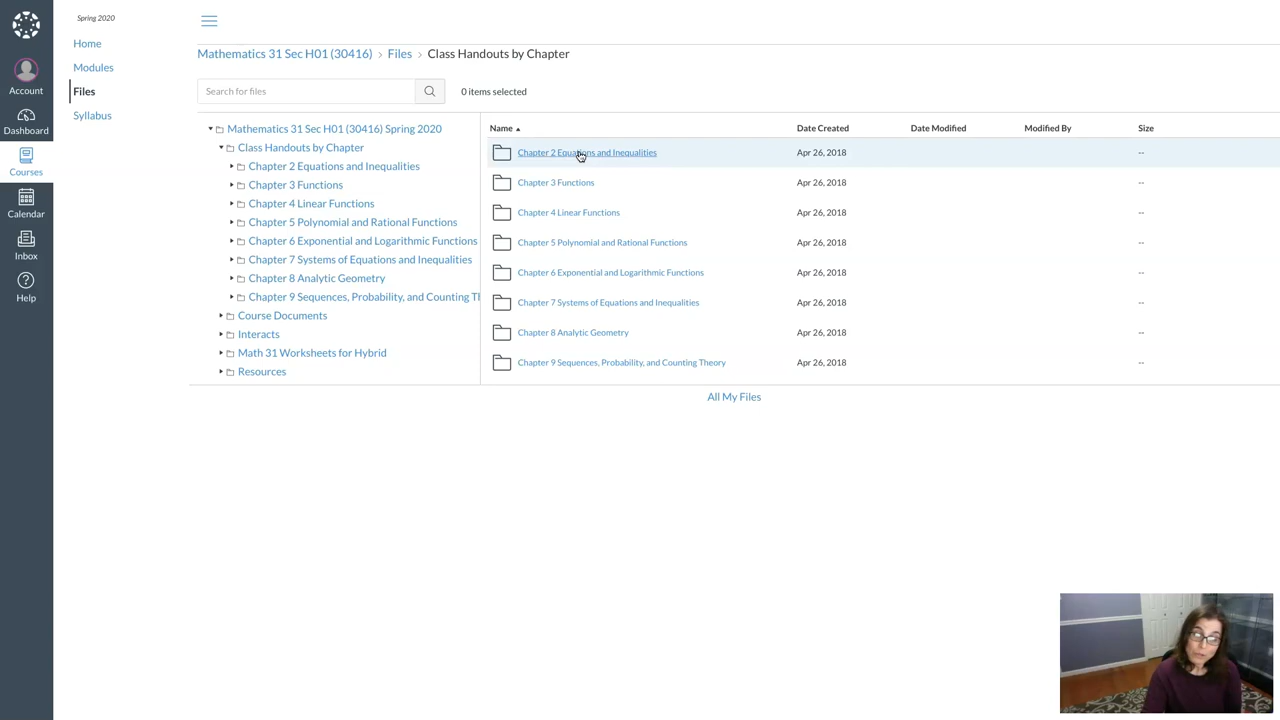 Spring 2020
Home
Modules
Files
Syllabus
Account
Dashboard
Courses
Calendar
Inbox
Help
Mathematics 31 Sec H01 (30416) > Files > Class Handouts by Chapter
Search for files
0 items selected
Mathematics 31 Sec H01 (30416) Spring 2020
Class Handouts by Chapter
Chapter 2 Equations and Inequalities
Chapter 3 Functions
Chapter 4 Linear Functions
Chapter 5 Polynomial and Rational Functions
Chapter 6 Exponential and Logarithmic Functions
Chapter 7 Systems of Equations and Inequalities
Chapter 8 Analytic Geometry
Chapter 9 Sequences, Probability, and Counting
Course Documents
Interacts
Math 31 Worksheets for Hybrid
Resources
Name Date Created Date Modified Modified By Size
Chapter 2 Equations and Inequalities Apr 26, 2018 --
Chapter 3 Functions Apr 26, 2018 --
Chapter 4 Linear Functions Apr 26, 2018 --
Chapter 5 Polynomial and Rational Functions Apr 26, 2018 --
Chapter 6 Exponential and Logarithmic Functions Apr 26, 2018 --
Chapter 7 Systems of Equations and Inequalities Apr 26, 2018 --
Chapter 8 Analytic Geometry Apr 26, 2018 --
Chapter 9 Sequences, Probability, and Counting Theory Apr 26, 2018 --
All My Files